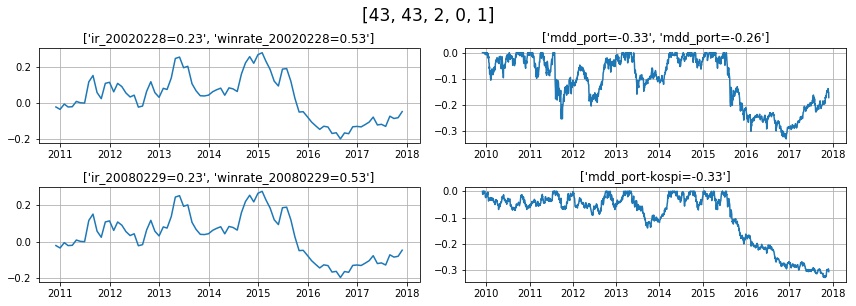 [43, 43, 2, 0, 1]
['ir_20020228=0.23', 'winrate_20020228=0.53']
['mdd_port=-0.33', 'mdd_port=-0.26']
0.2
0.0
−0.2
2011 2012 2013 2014 2015 2016 2017 2018
0.0
−0.1
−0.2
−0.3
2010 2011 2012 2013 2014 2015 2016 2017 2018
['ir_20080229=0.23', 'winrate_20080229=0.53']
['mdd_port-kospi=-0.33']
0.2
0.0
−0.2
2011 2012 2013 2014 2015 2016 2017 2018
0.0
−0.1
−0.2
−0.3
2010 2011 2012 2013 2014 2015 2016 2017 2018